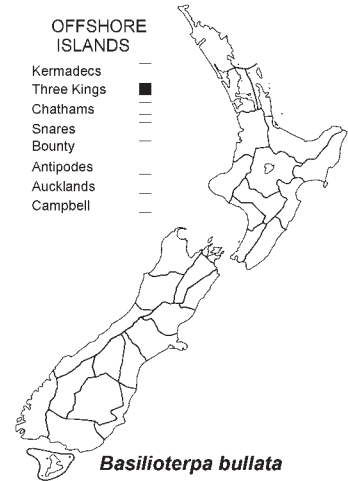 OFFSHORE
ISLANDS
Kermadecs
Three Kings
Chathams
Snares
Bounty
Antipodes
Aucklands
Campbell
Basilioterpa bullata